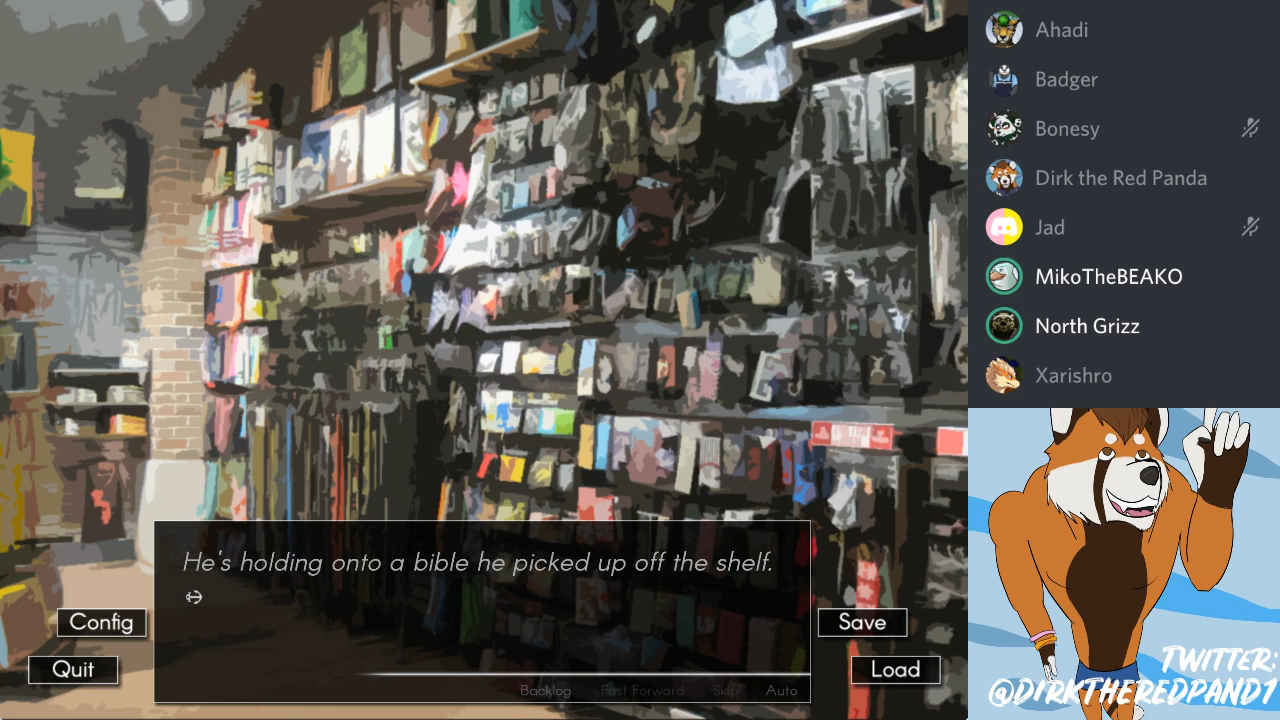 Ahadi
Badger
Bonesy
Dirk the Red Panda
Jad
MikoTheBEAKO
North Grizz
Xarishro
He's holding onto a bible he picked up off the shelf.
Config
Save
Quit
Load
Backlog
Fast Forward
Skip
Auto
TWITTER:
@DIRKTHEREDPAND1